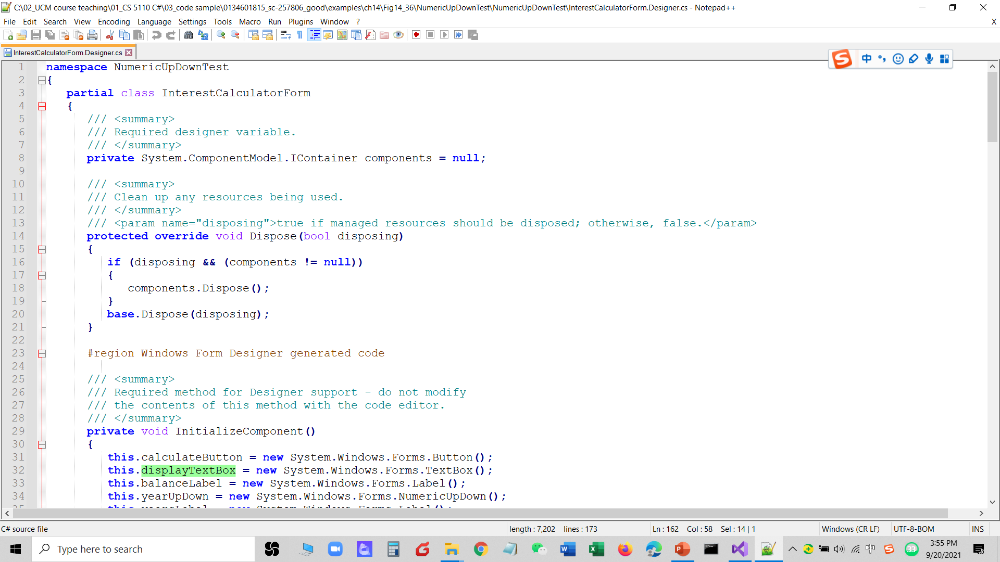 C:\02_UCM course teaching\01_CS 5110 C#\03_code sample\0134601815_sc-257806_good\examples\ch14\Fig14_36\NumericUpDownTest\NumericUpDownTest\InterestCalculatorForm.Designer.cs - Notepad++
File Edit Search View Encoding Language Settings Tools Macro Run Plugins Window ? X
InterestCalculatorForm.Designer.cs
中
1 namespace NumericUpDownTest
2 {
3 partial class InterestCalculatorForm
4 {
5 /// <summary>
6 /// Required designer variable.
7 /// </summary>
8 private System.ComponentModel.IContainer components = null;
9
10 /// <summary>
11 /// Clean up any resources being used.
12 /// </summary>
13 /// <param name="disposing">true if managed resources should be disposed; otherwise, false.</param>
14 protected override void Dispose(bool disposing)
15 {
16 if (disposing && (components != null))
17 {
18 components.Dispose();
19 }
20 base.Dispose(disposing);
21 }
22
23 #region Windows Form Designer generated code
24
25 /// <summary>
26 /// Required method for Designer support - do not modify
27 /// the contents of this method with the code editor.
28 /// </summary>
29 private void InitializeComponent()
30 {
31 this.calculateButton = new System.Windows.Forms.Button();
32 this.displayTextBox = new System.Windows.Forms.TextBox();
33 this.balanceLabel = new System.Windows.Forms.Label();
34 this.yearUpDown = new System.Windows.Forms.NumericUpDown();
C# source file length : 7,202 lines : 173 Ln : 162 Col : 58 Sel : 14 | 1 Windows (CR LF) UTF-8-BOM INS
Type here to search
中
33
3:55 PM
9/20/2021